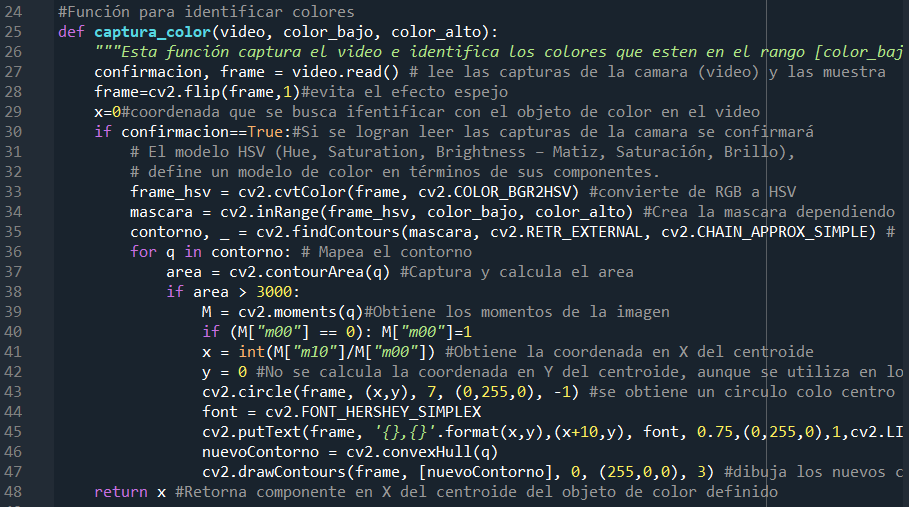 24 #Función para identificar colores
25 def captura_color(video, color_bajo, color_alto):
26 """Esta función captura el video e identifica los colores que esten en el rango [color_baj
27 confirmacion, frame = video.read() # lee las capturas de la camara (video) y las muestra
28 frame=cv2.flip(frame,1)#evita el efecto espejo
29 x=0#coordenada que se busca ifentificar con el objeto de color en el video
30 if confirmacion==True:#Si se logran leer las capturas de la camara se confirmará
31 # El modelo HSV (Hue, Saturation, Brightness – Matiz, Saturación, Brillo),
32 # define un modelo de color en términos de sus componentes.
33 frame_hsv = cv2.cvtColor(frame, cv2.COLOR_BGR2HSV) #convierte de RGB a HSV
34 mascara = cv2.inRange(frame_hsv, color_bajo, color_alto) #Crea la mascara dependiendo
35 contorno, _ = cv2.findContours(mascara, cv2.RETR_EXTERNAL, cv2.CHAIN_APPROX_SIMPLE) #
36 for q in contorno: # Mapea el contorno
37 area = cv2.contourArea(q) #Captura y calcula el area
38 if area > 3000:
39 M = cv2.moments(q)#Obtiene los momentos de la imagen
40 if (M["m00"] == 0): M["m00"]=1
41 x = int(M["m10"]/M["m00"]) #Obtiene la coordenada en X del centroide
42 y = 0 #No se calcula la coordenada en Y del centroide, aunque se utiliza en lo
43 cv2.circle(frame, (x,y), 7, (0,255,0), -1) #se obtiene un circulo colo centro
44 font = cv2.FONT_HERSHEY_SIMPLEX
45 cv2.putText(frame, '{},{}'.format(x,y),(x+10,y), font, 0.75,(0,255,0),1,cv2.LI
46 nuevoContorno = cv2.convexHull(q)
47 cv2.drawContours(frame, [nuevoContorno], 0, (255,0,0), 3) #dibuja los nuevos c
48 return x #Retorna componente en X del centroide del objeto de color definido